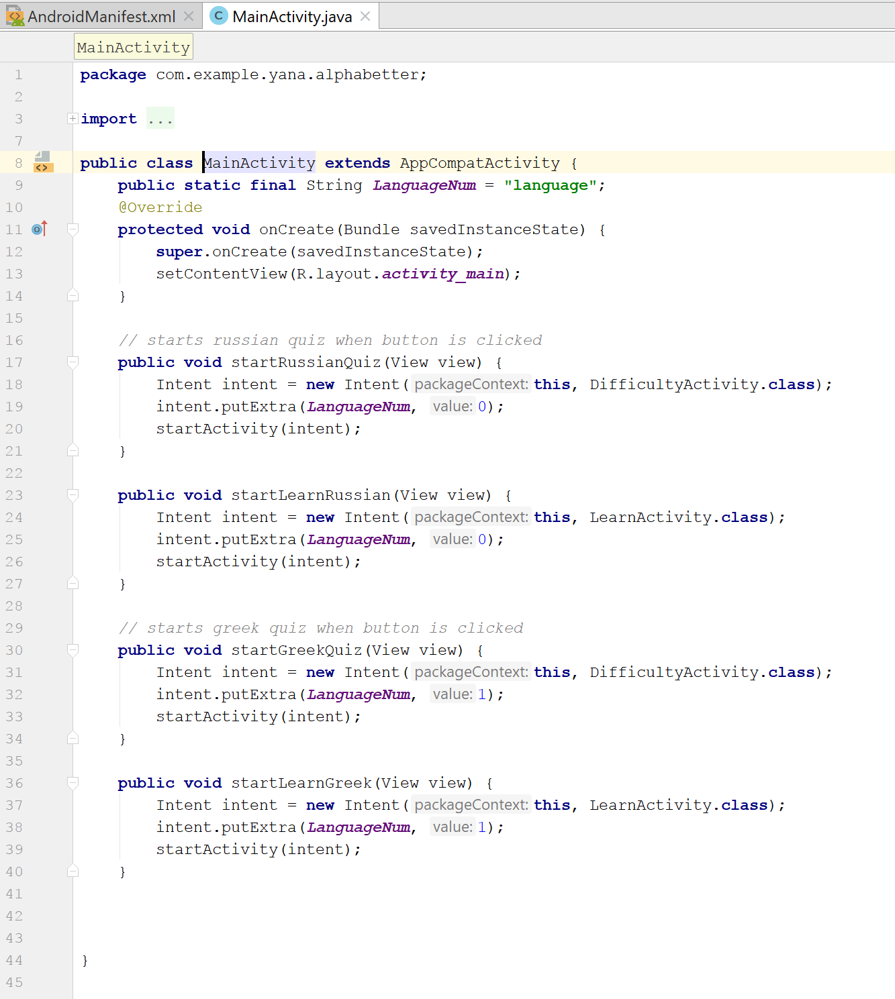 AndroidManifest.xml MainActivity.java
MainActivity
1 package com.example.yana.alphabetter;
2
3 import ...
7
8 public class MainActivity extends AppCompatActivity {
9     public static final String LanguageNum = "language";
10     @Override
11     protected void onCreate(Bundle savedInstanceState) {
12         super.onCreate(savedInstanceState);
13         setContentView(R.layout.activity_main);
14     }
15
16     // starts russian quiz when button is clicked
17     public void startRussianQuiz(View view) {
18         Intent intent = new Intent( packageContext: this, DifficultyActivity.class);
19         intent.putExtra(LanguageNum, value: 0);
20         startActivity(intent);
21     }
22
23     public void startLearnRussian(View view) {
24         Intent intent = new Intent( packageContext: this, LearnActivity.class);
25         intent.putExtra(LanguageNum, value: 0);
26         startActivity(intent);
27     }
28
29     // starts greek quiz when button is clicked
30     public void startGreekQuiz(View view) {
31         Intent intent = new Intent( packageContext: this, DifficultyActivity.class);
32         intent.putExtra(LanguageNum, value: 1);
33         startActivity(intent);
34     }
35
36     public void startLearnGreek(View view) {
37         Intent intent = new Intent( packageContext: this, LearnActivity.class);
38         intent.putExtra(LanguageNum, value: 1);
39         startActivity(intent);
40     }
41
42
43
44 }
45